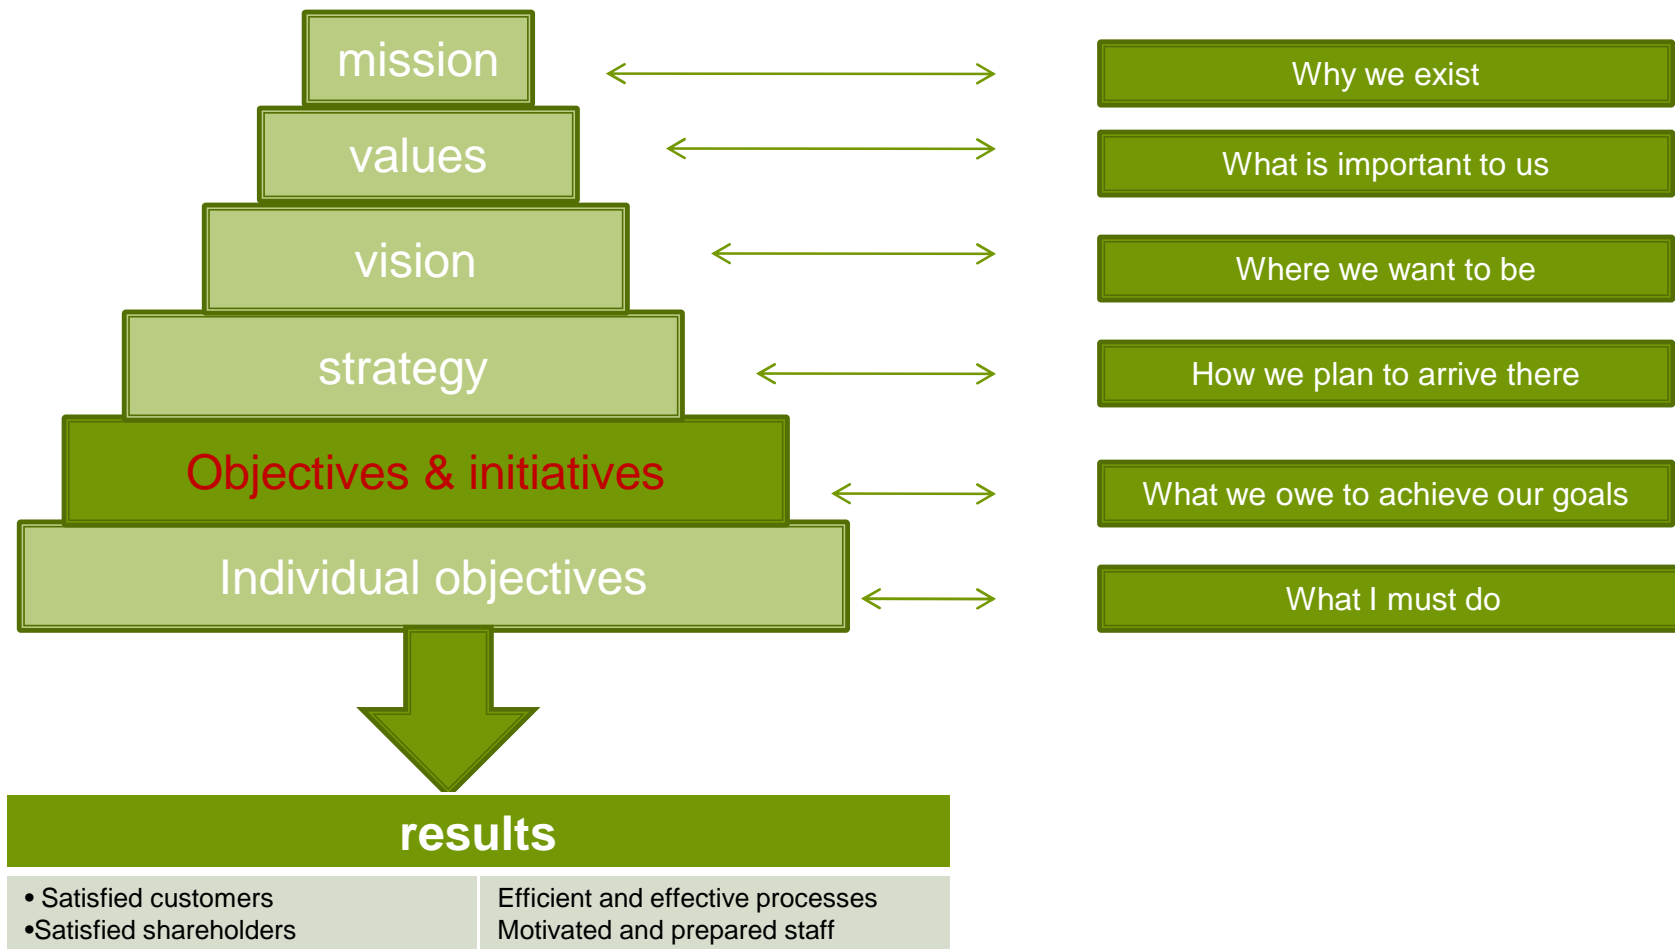 mission
Why we exist
values
What is important to us
vision
Where we want to be
strategy
How we plan to arrive there
Objectives & initiatives
What we owe to achieve our goals
Individual objectives
What I must do
results
• Satisfied customers
•Satisfied shareholders
Efficient and effective processes
Motivated and prepared staff